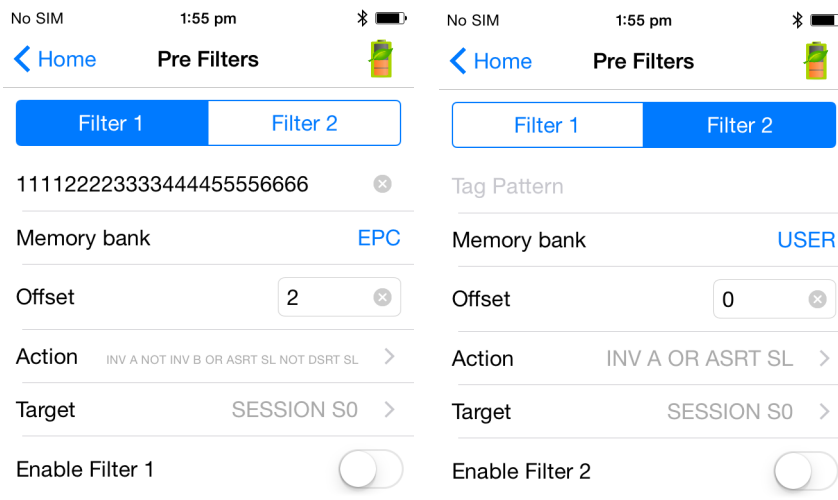 No SIM 1:55 pm
Home Pre Filters
Filter 1 Filter 2
111122223333444455556666
Memory bank EPC
Offset 2
Action INV A NOT INV B OR ASRT SL NOT DSRT SL
Target SESSION S0
Enable Filter 1
No SIM 1:55 pm
Home Pre Filters
Filter 1 Filter 2
Tag Pattern
Memory bank USER
Offset 0
Action INV A OR ASRT SL
Target SESSION S0
Enable Filter 2